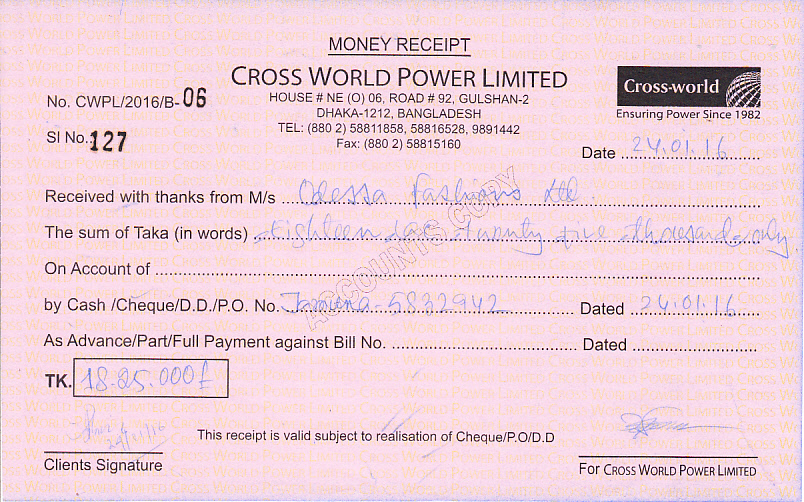 MONEY RECEIPT
CROSS WORLD POWER LIMITED
HOUSE # NE (O) 06, ROAD # 92, GULSHAN-2
DHAKA-1212, BANGLADESH
TEL: (880 2) 58811858, 58816528, 9891442
Fax: (880 2) 58815160
Cross-world
Ensuring Power Since 1982
No. CWPL/2016/B-06
SI No. 127
Date 24.01.16
Received with thanks from M/s Odessa Fashions Ltd.
The sum of Taka (in words) Eighteen Lac twenty five thousand only
On Account of
by Cash /Cheque/D.D./P.O. No. Jamuna-5832942 Dated 24.01.16
As Advance/Part/Full Payment against Bill No. Dated
TK. 18.25.000/-
ACCOUNTS COPY
This receipt is valid subject to realisation of Cheque/P.O/D.D
Clients Signature
For CROSS WORLD POWER LIMITED